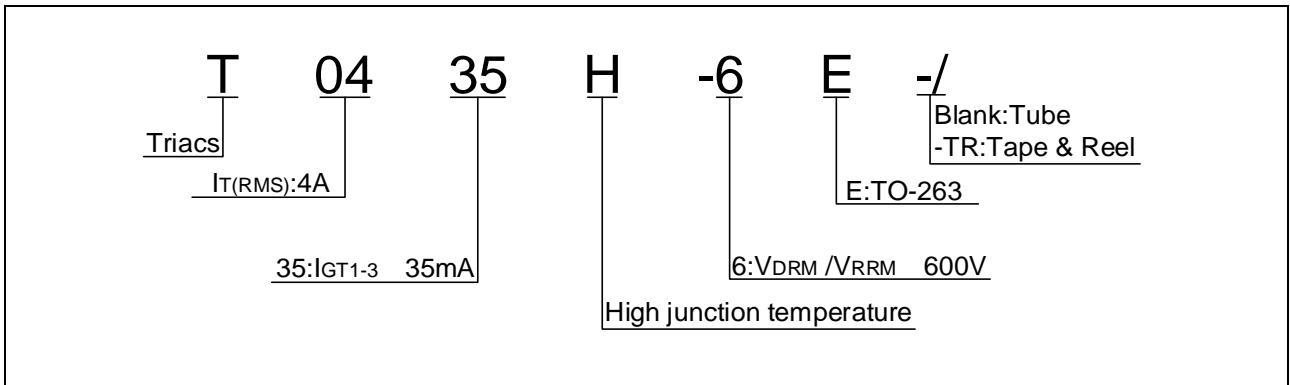 T 04 35 H -6 E -/
Blank:Tube
Triacs
-TR:Tape & Reel
IT(RMS):4A
E:TO-263
35:IGT1-3 35mA
6:VDRM /VRRM 600V
High junction temperature